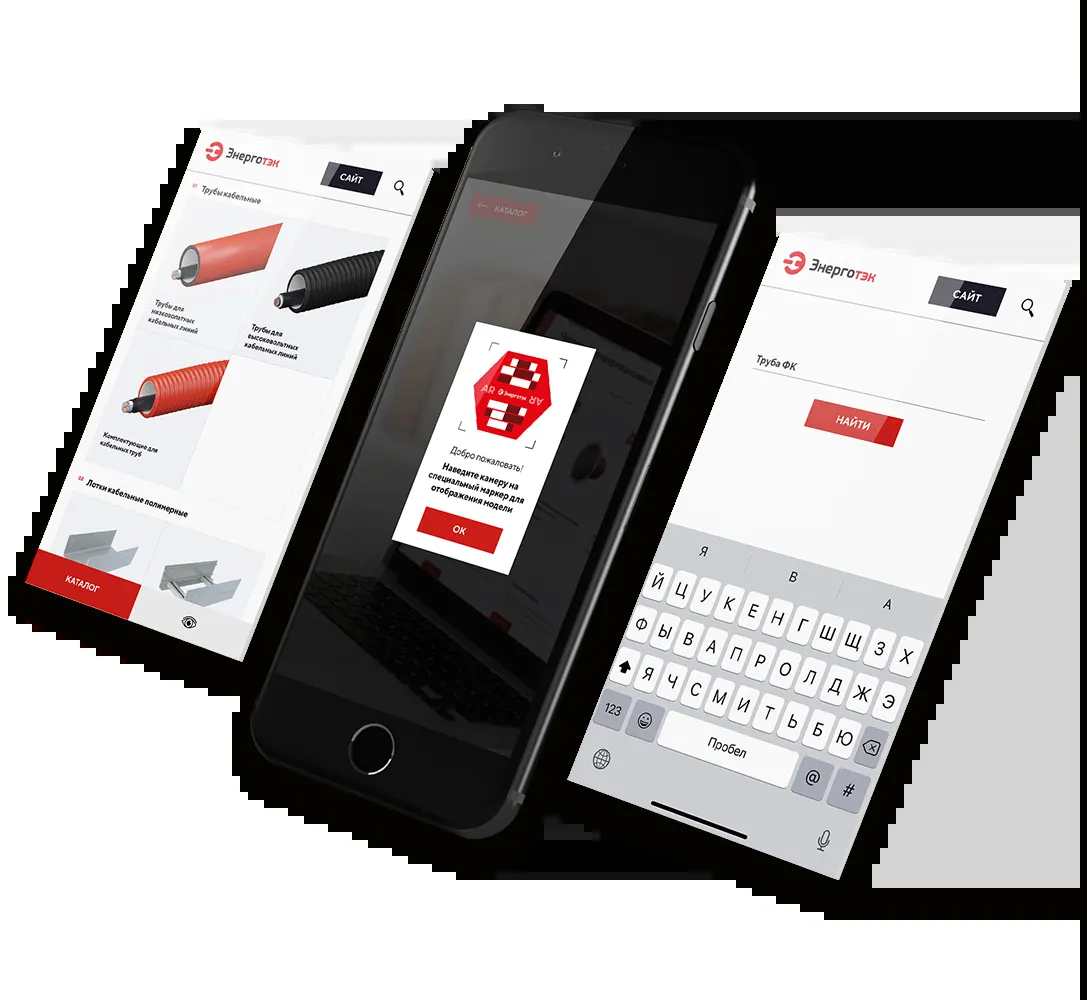 Энерготэк
САЙТ
01 Трубы кабельные
Трубы для
низковольтных
кабельных линий
Трубы для
высоковольтных
кабельных линий
Комплектующие для
кабельных труб
02 Лотки кабельные полимерные
КАТАЛОГ
← КАТАЛОГ
AR Энерготэк AR
Добро пожаловать!
Наведите камеру на
специальный маркер для
отображения модели
ОК
Энерготэк
САЙТ
Труба ФК
НАЙТИ
Я В А
Й Ц У К Е Н Г Ш Щ З Х
Ф Ы В А П Р О Л Д Ж Э
Я Ч С М И Т Ь Б Ю
123 Пробел @ #